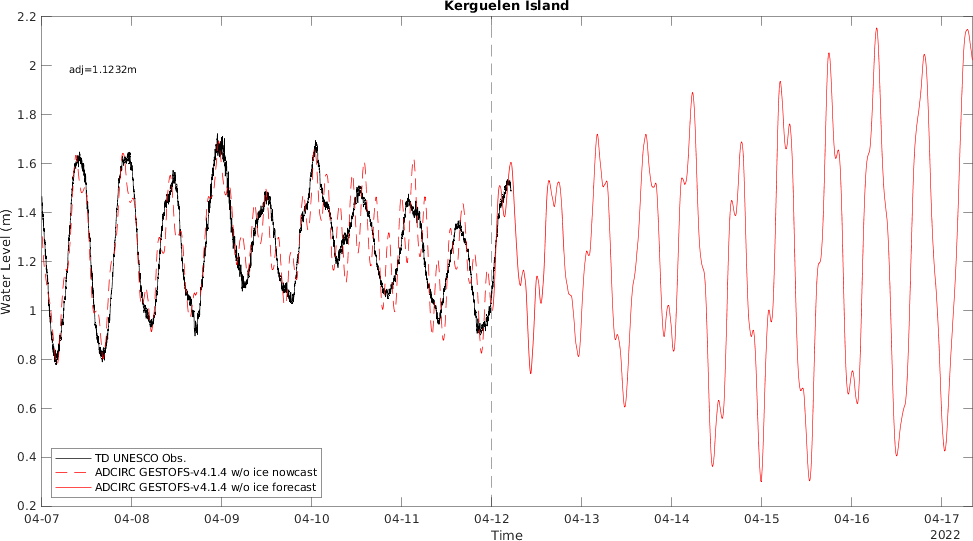 Kerguelen Island
2.2
2
1.8
1.6
1.4
1.2
1
0.8
0.6
0.4
0.2
Water Level (m)
adj=1.1232m
TD UNESCO Obs.
ADCIRC GESTOFS-v4.1.4 w/o ice nowcast
ADCIRC GESTOFS-v4.1.4 w/o ice forecast
04-07 04-08 04-09 04-10 04-11 04-12 04-13 04-14 04-15 04-16 04-17
Time
2022